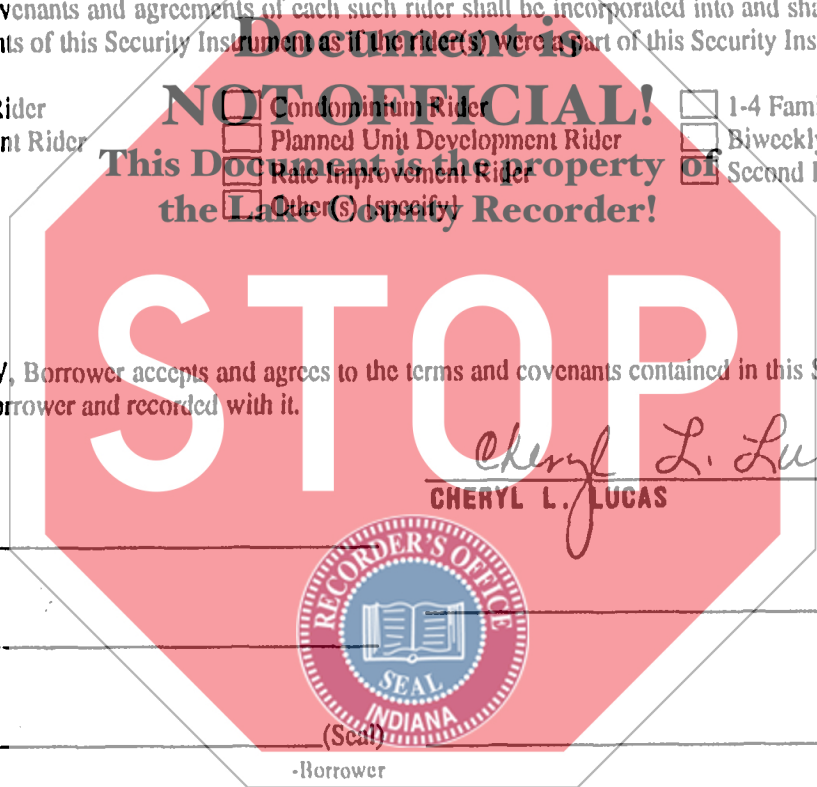 venants and agreements of each such rider shall be incorporated into and sha
nts of this Security Instrument as if the rider(s) were a part of this Security Ins
Document is
NOT OFFICIAL!
This Document is the property of
the Lake County Recorder!
Rider Condominium Rider 1-4 Fami
nt Rider Planned Unit Development Rider Biweekly
Rate Improvement Rider Second
Other(s) [specify]
STOP
, Borrower accepts and agrees to the terms and covenants contained in this S
rrower and recorded with it.
Cheryl L. Lu
CHERYL L. LUCAS
RECORDER'S OFFICE
SEAL
INDIANA
(Seal)
-Borrower